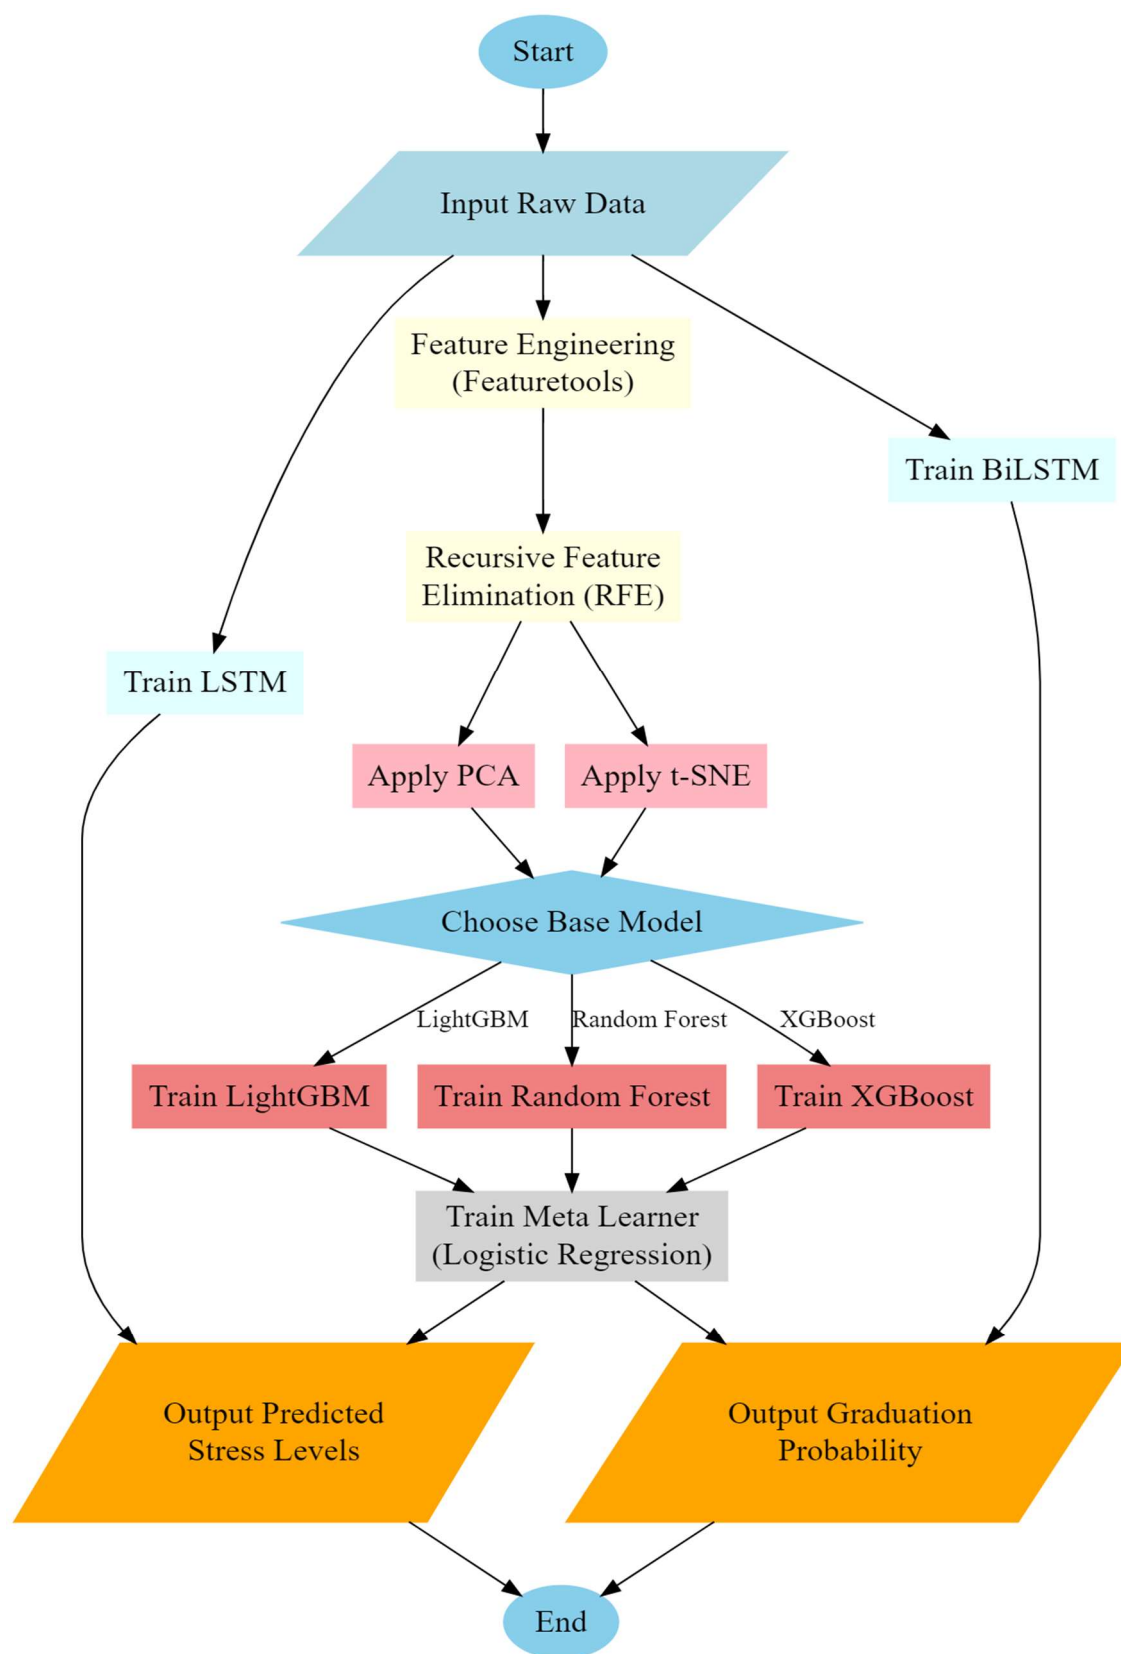 Start
Input Raw Data
Feature Engineering
(Featuretools)
Train BiLSTM
Recursive Feature
Elimination (RFE)
Train LSTM
Apply PCA
Apply t-SNE
Choose Base Model
LightGBM
Random Forest
XGBoost
Train LightGBM
Train Random Forest
Train XGBoost
Train Meta Learner
(Logistic Regression)
Output Predicted
Stress Levels
Output Graduation
Probability
End